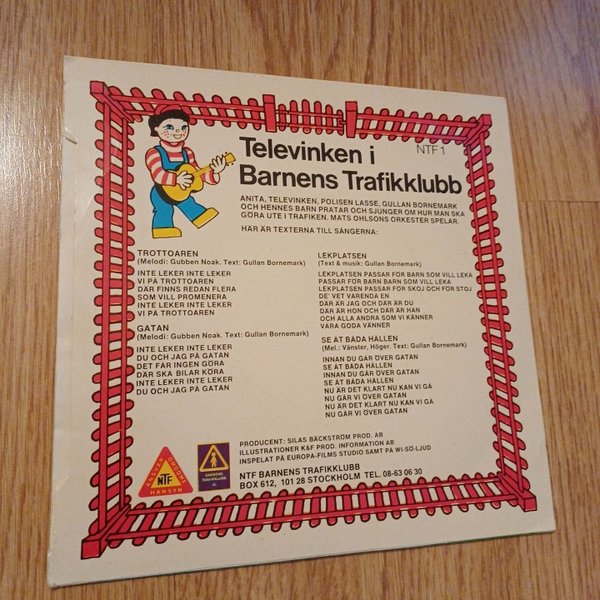 Televinken i
Barnens Trafikklubb
NTF 1
ANITA, TELEVINKEN, POLISEN LASSE, GULLAN BORNEMARK
OCH HENNES BARN PRATAR OCH SJUNGER OM HUR MAN SKA
GÖRA UTE I TRAFIKEN. MATS OHLSONS ORKESTER SPELAR.
HÄR ÄR TEXTERNA TILL SÅNGERNA:
TROTTOAREN
(Melodi: Gubben Noak. Text: Gullan Bornemark)
INTE LEKER INTE LEKER
VI PÅ TROTTOAREN
DÄR FINNS REDAN FLERA
SOM VILL PROMENERA
INTE LEKER INTE LEKER
VI PÅ TROTTOAREN
GATAN
(Melodi: Gubben Noak. Text: Gullan Bornemark)
INTE LEKER INTE LEKER
DU OCH JAG PÅ GATAN
DET FÅR INGEN GÖRA
DÄR SKA BILAR KÖRA
INTE LEKER INTE LEKER
DU OCH JAG PÅ GATAN
LEKPLATSEN
(Text & musik: Gullan Bornemark)
LEKPLATSEN PASSAR FÖR BARN SOM VILL LEKA
PASSAR FÖR BARN BARN SOM VILL LEKA
LEKPLATSEN PASSAR FÖR SKOJ OCH FÖR STOJ
DE' VET VARENDA EN
DÄR ÄR JAG OCH DÄR ÄR DU
DÄR ÄR HON OCH DÄR ÄR HAN
OCH ALLA ANDRA SOM VI KÄNNER
VARA GODA VÄNNER
SE ÅT BÅDA HÅLLEN
(Mel.: Vänster, Höger. Text: Gullan Bornemark)
INNAN DU GÅR ÖVER GATAN
SE ÅT BÅDA HÅLLEN
INNAN DU GÅR ÖVER GATAN
SE ÅT BÅDA HÅLLEN
NU ÄR DET KLART NU KAN VI GÅ
NU GÅR VI ÖVER GATAN
NU ÄR DET KLART NU KAN VI GÅ
NU GÅR VI ÖVER GATAN
PRODUCENT: SILAS BÄCKSTRÖM PROD. AB
ILLUSTRATIONER K&F PROD. INFORMATION AB
INSPELAT PÅ EUROPA-FILMS STUDIO SAMT PÅ WI-SÖ-LJUD
NTF BARNENS TRAFIKKLUBB
BOX 612, 101 28 STOCKHOLM TEL. 08-63 06 30
ANSVAR
OMDÖME
NTF
HÄNSYN
BARNENS
TRAFIKKLUBB